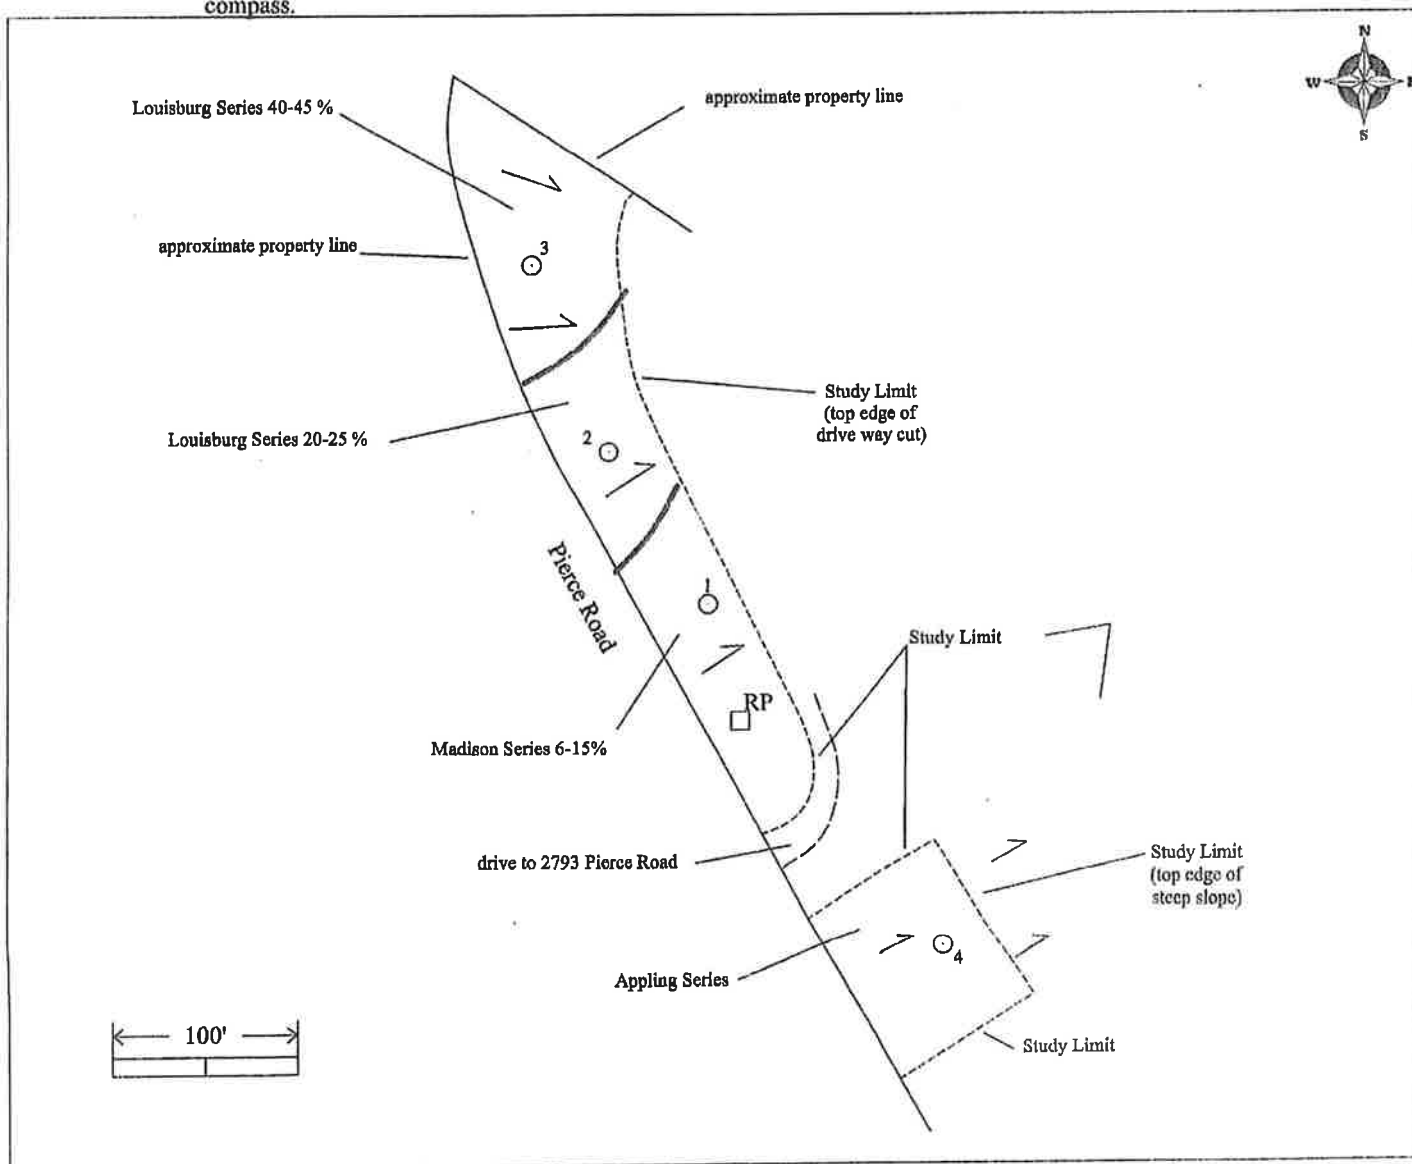 compass.
N
W
S
Louisburg Series 40-45 %
approximate property line
approximate property line
3
Study Limit
(top edge of
drive way cut)
Louisburg Series 20-25 %
2
Pierce Road
1
Study Limit
RP
Madison Series 6-15%
drive to 2793 Pierce Road
Study Limit
(top edge of
steep slope)
4
Appling Series
100'
Study Limit